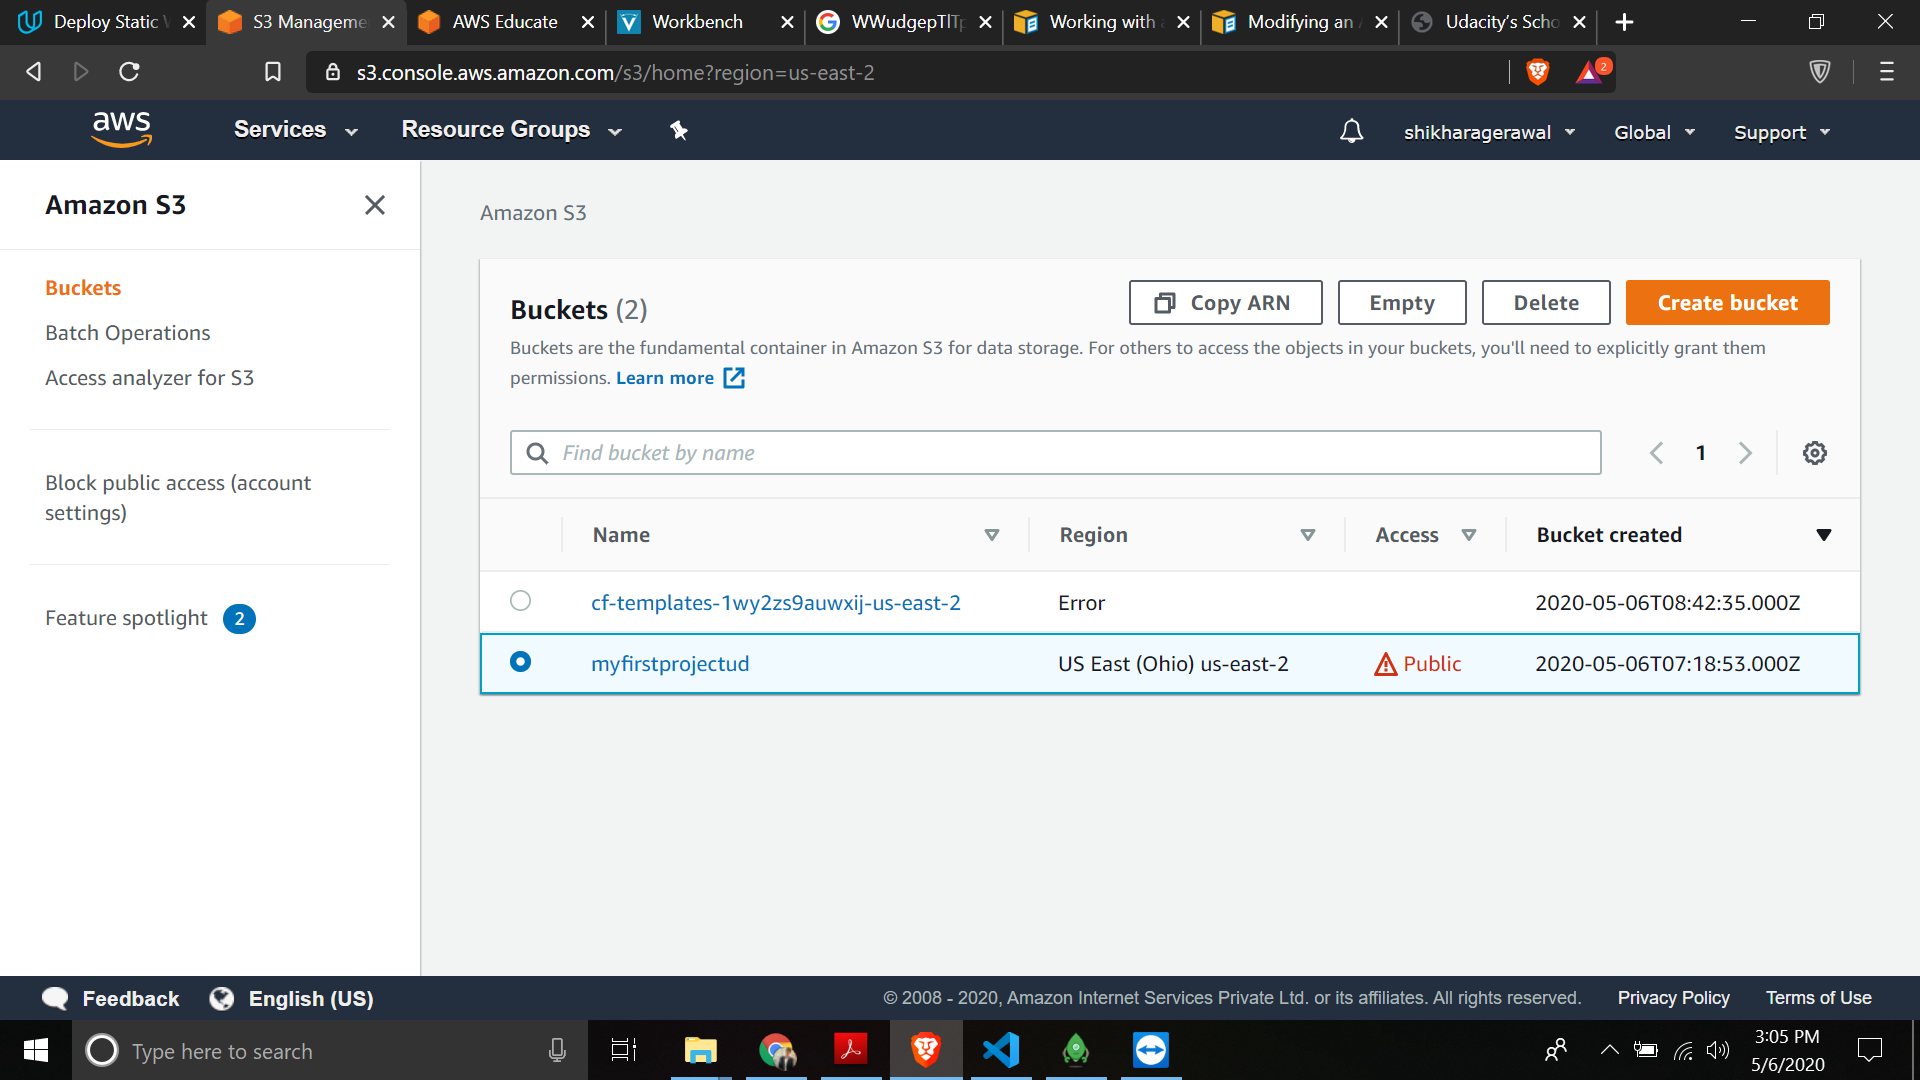 Deploy Static W
S3 Manageme
AWS Educate
Workbench
WWudgepTlTp
Working with a
Modifying an A
Udacity's Scho
s3.console.aws.amazon.com/s3/home?region=us-east-2
2
aws
Services
Resource Groups
shikharagerawal
Global
Support
Amazon S3
Buckets
Batch Operations
Access analyzer for S3
Block public access (account
settings)
Feature spotlight 2
Amazon S3
Buckets (2)
Copy ARN
Empty
Delete
Create bucket
Buckets are the fundamental container in Amazon S3 for data storage. For others to access the objects in your buckets, you'll need to explicitly grant them
permissions. Learn more
Find bucket by name
1
Name Region Access Bucket created
cf-templates-1wy2zs9auwxij-us-east-2 Error 2020-05-06T08:42:35.000Z
myfirstprojectud US East (Ohio) us-east-2 Public 2020-05-06T07:18:53.000Z
Feedback
English (US)
© 2008 - 2020, Amazon Internet Services Private Ltd. or its affiliates. All rights reserved.
Privacy Policy
Terms of Use
Type here to search
3:05 PM
5/6/2020